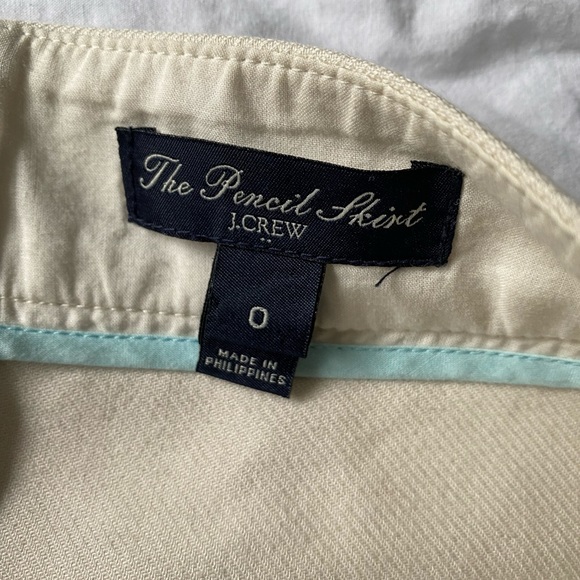 The Pencil Skirt
J.CREW
0
MADE IN
PHILIPPINES